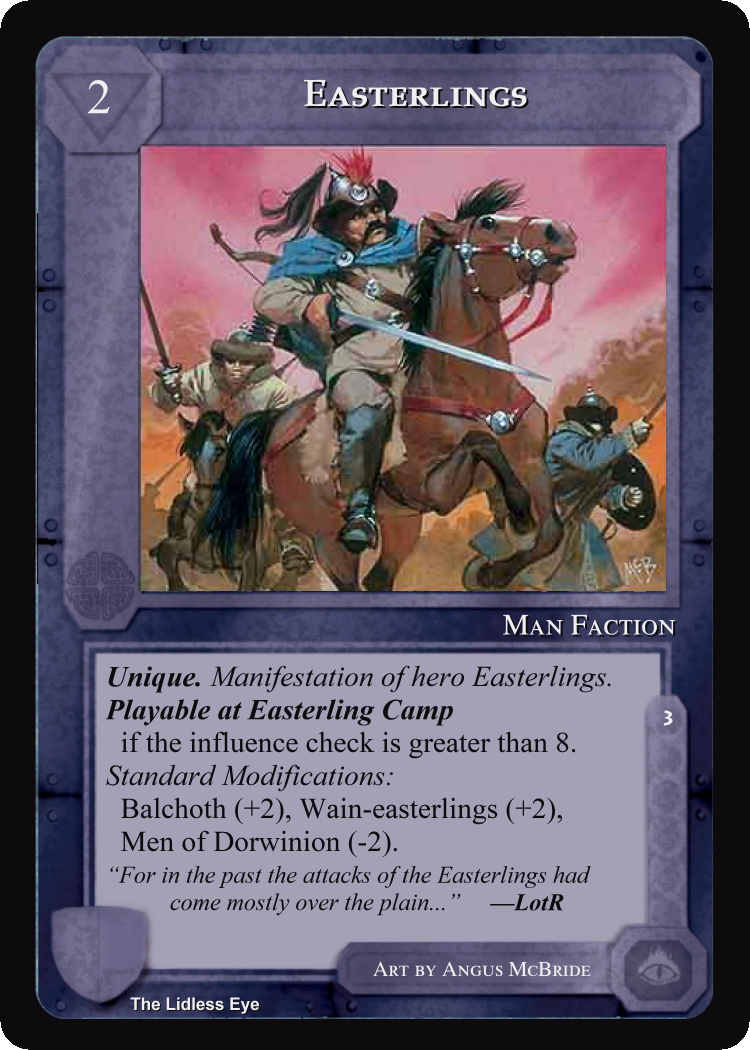 2
Easterlings
McB
Man Faction
Unique. Manifestation of hero Easterlings.
Playable at Easterling Camp
if the influence check is greater than 8.
3
Standard Modifications:
Balchoth (+2), Wain-easterlings (+2),
Men of Dorwinion (-2).
“For in the past the attacks of the Easterlings had
come mostly over the plain...” —LotR
Art by Angus McBride
The Lidless Eye